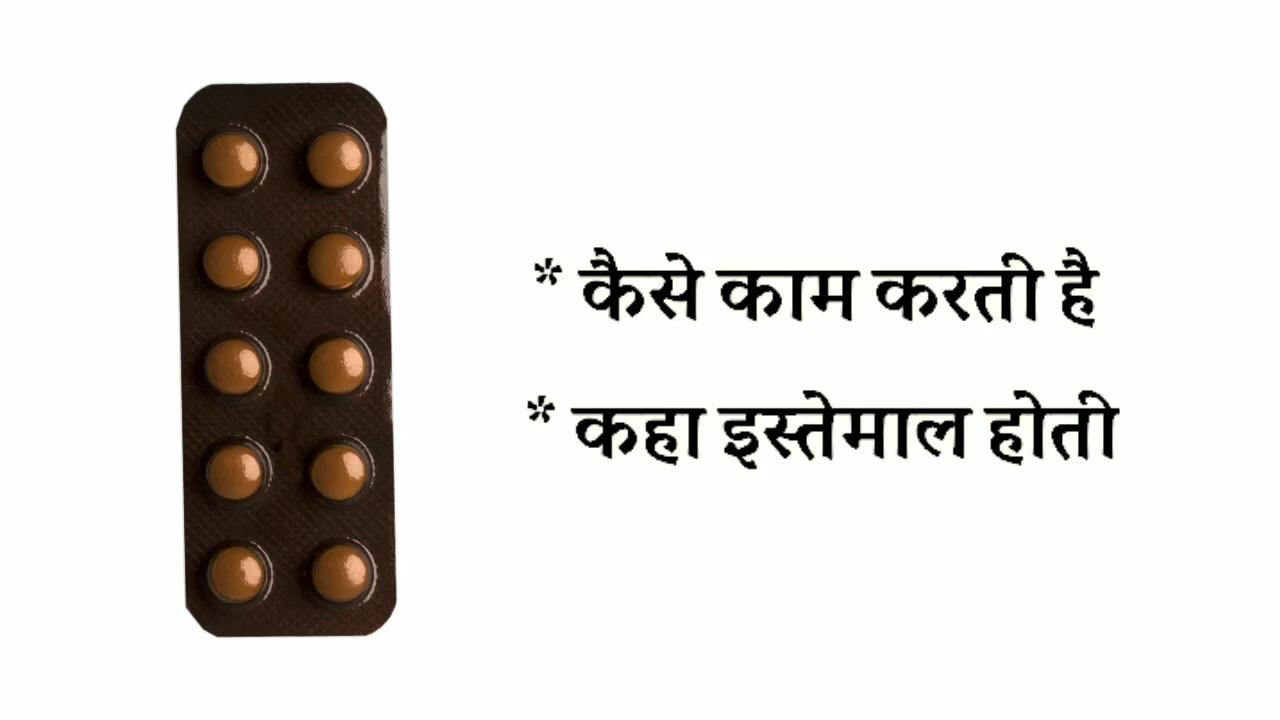 * कैसे काम करती है
* कहा इस्तेमाल होती